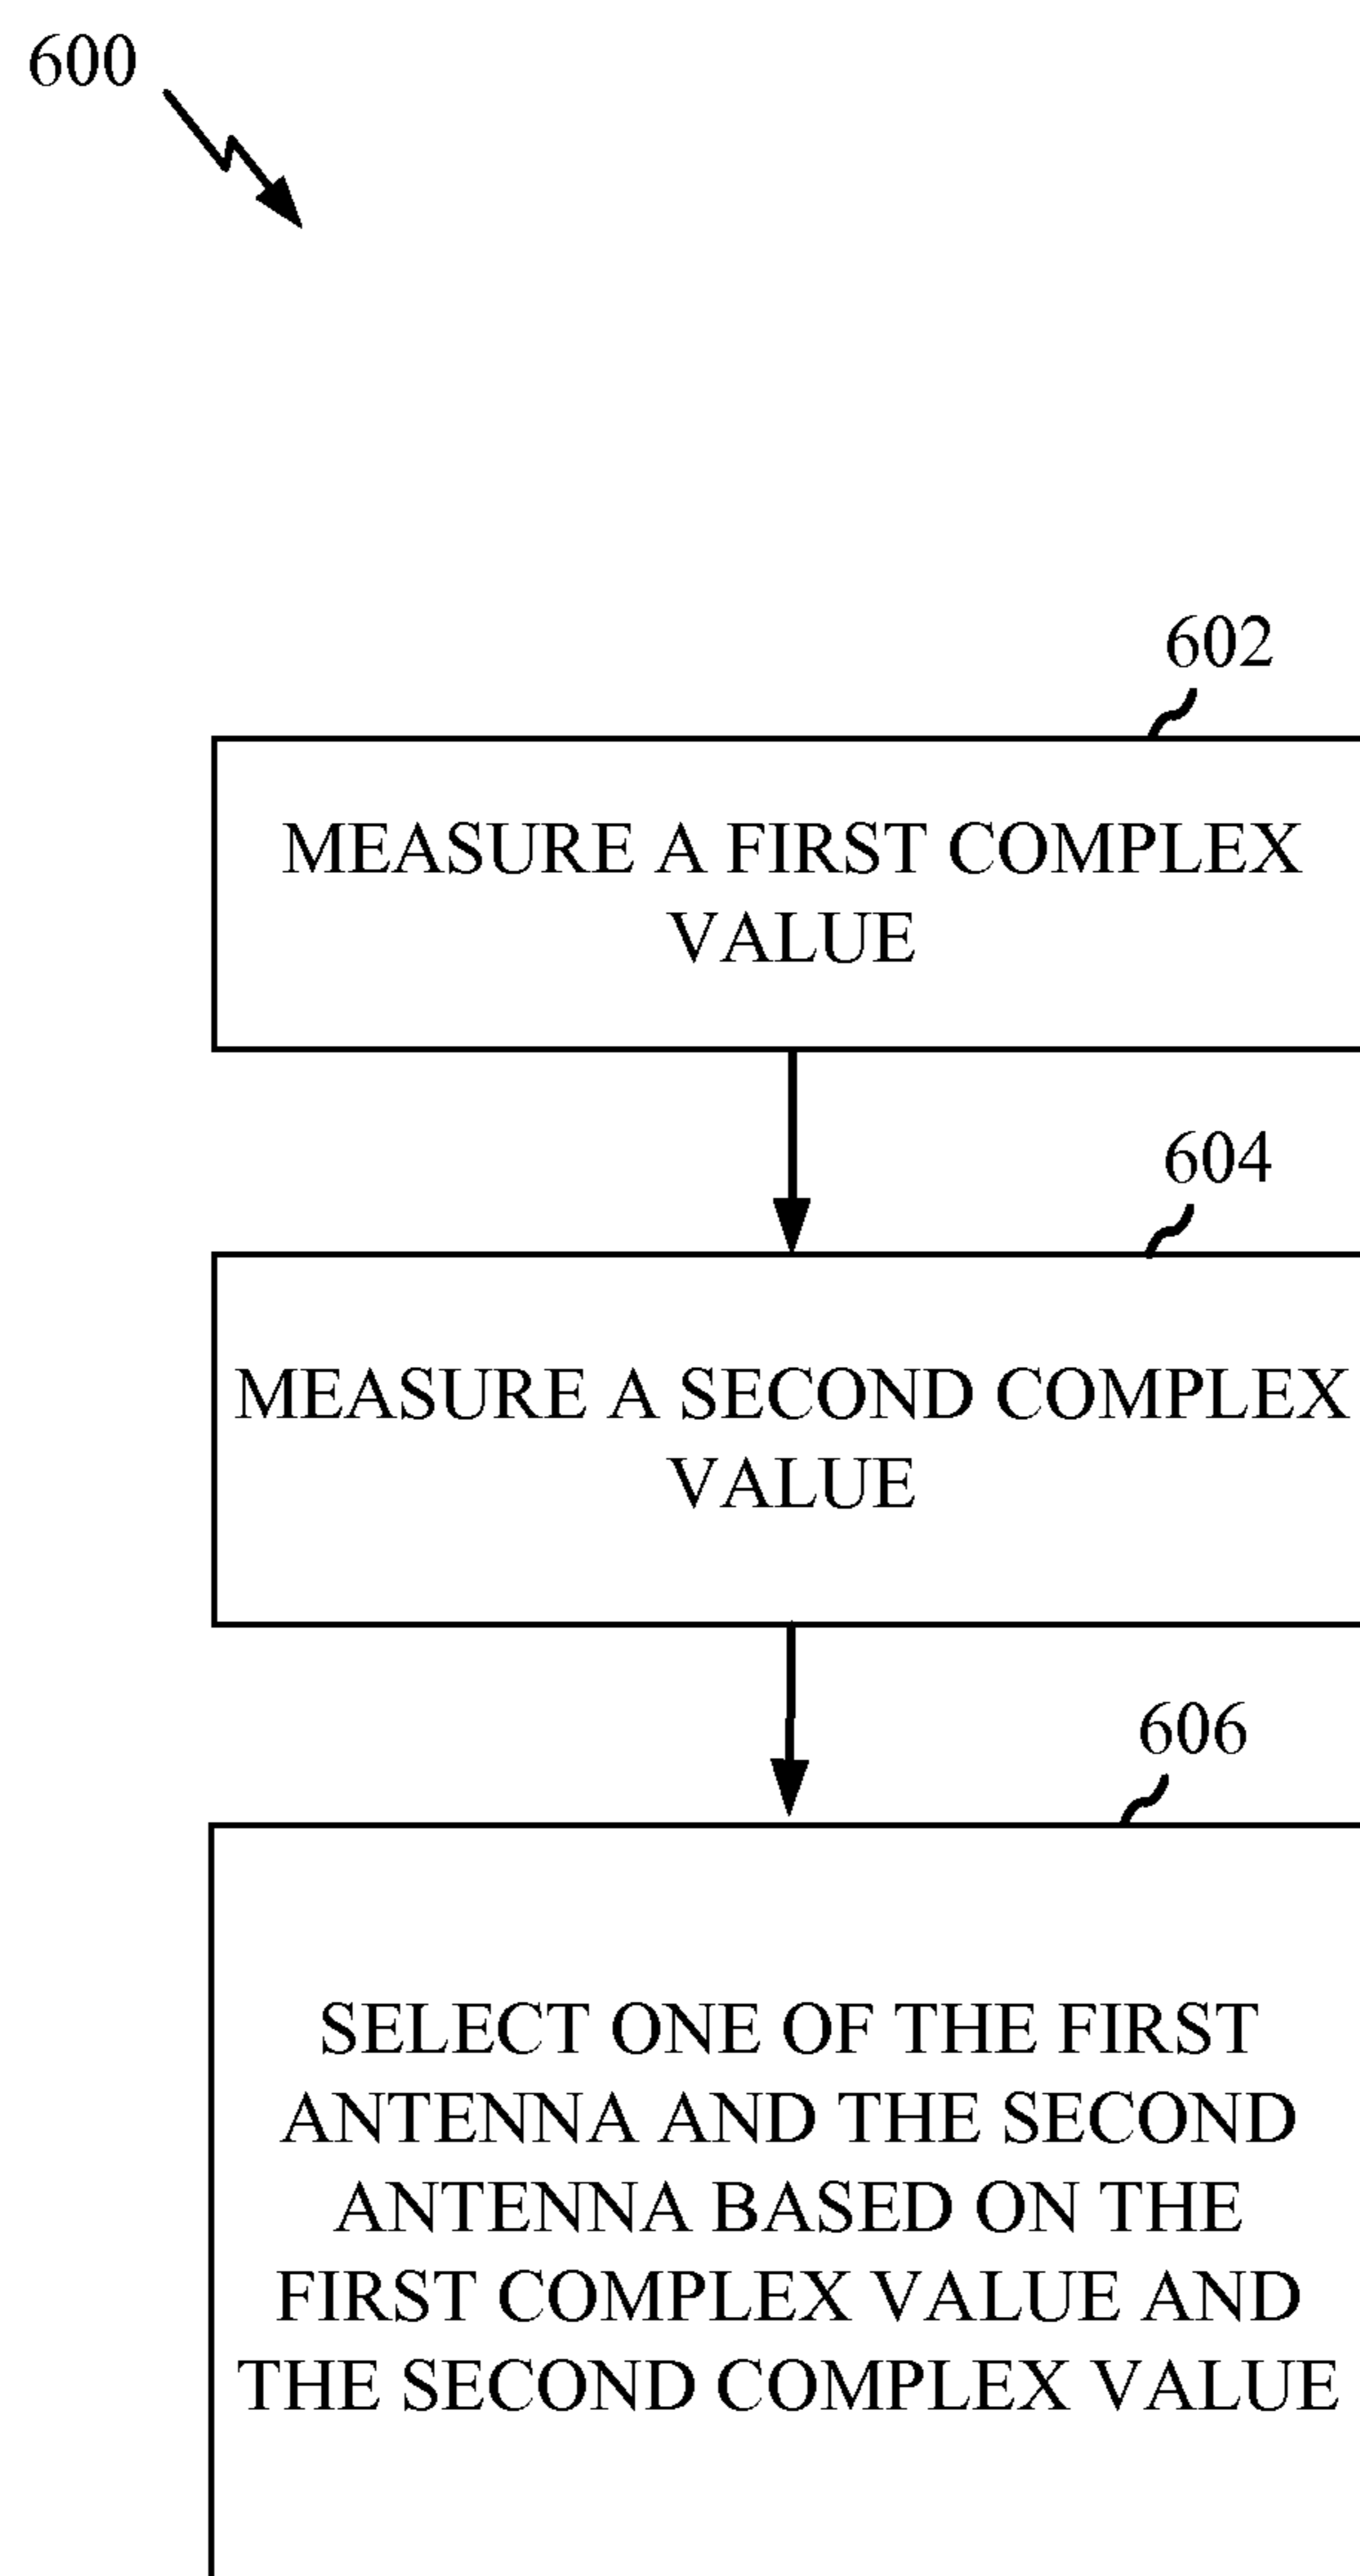 600
602
MEASURE A FIRST COMPLEX
VALUE
604
MEASURE A SECOND COMPLEX
VALUE
606
SELECT ONE OF THE FIRST
ANTENNA AND THE SECOND
ANTENNA BASED ON THE
FIRST COMPLEX VALUE AND
THE SECOND COMPLEX VALUE